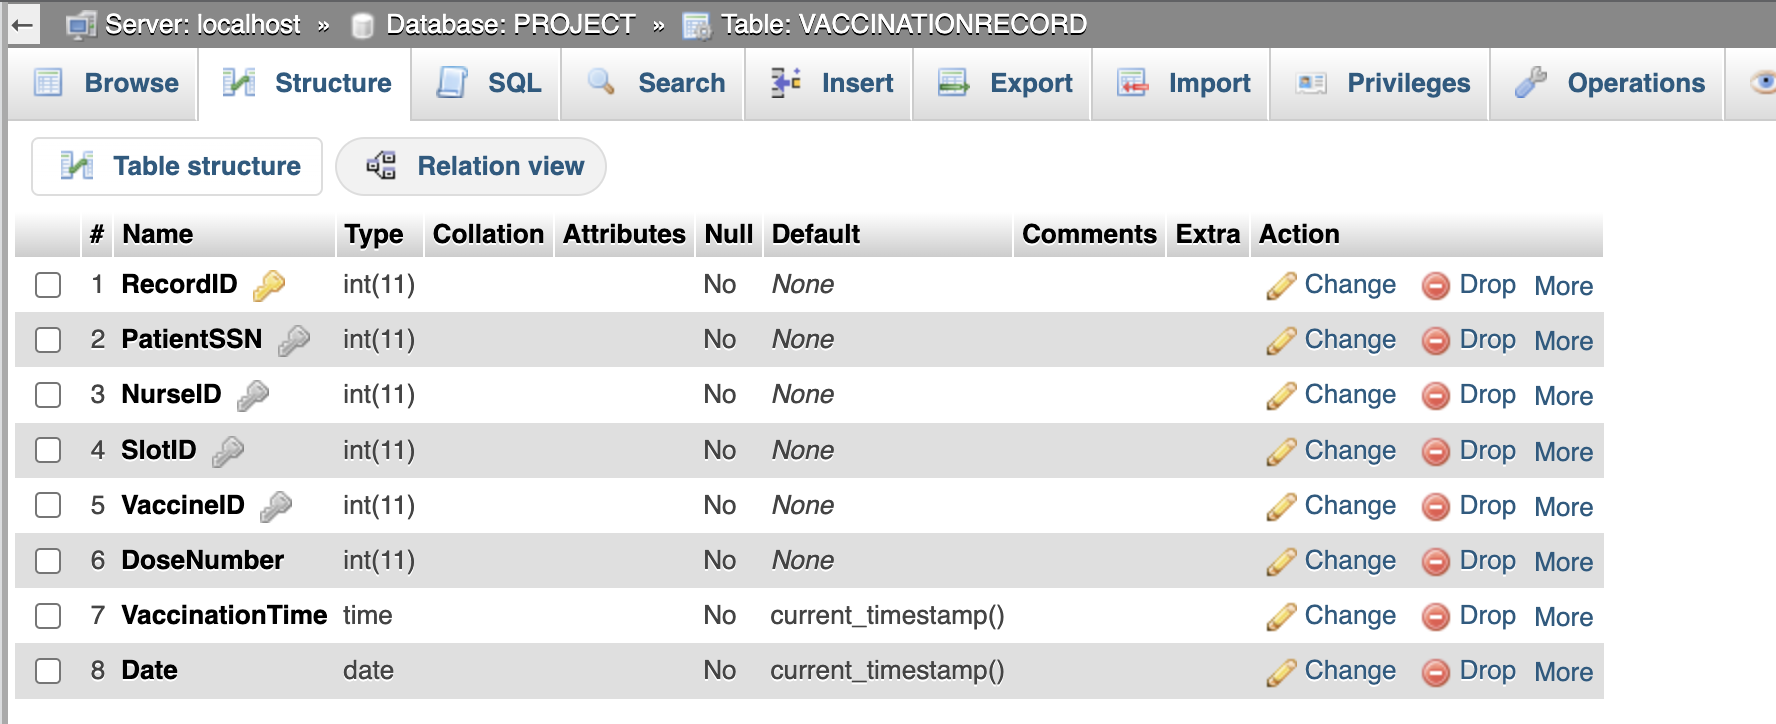 Server: localhost » Database: PROJECT » Table: VACCINATIONRECORD
Browse Structure SQL Search Insert Export Import Privileges Operations
Table structure Relation view
# Name Type Collation Attributes Null Default Comments Extra Action
1 RecordID int(11) No None Change Drop More
2 PatientSSN int(11) No None Change Drop More
3 NurseID int(11) No None Change Drop More
4 SlotID int(11) No None Change Drop More
5 VaccineID int(11) No None Change Drop More
6 DoseNumber int(11) No None Change Drop More
7 VaccinationTime time No current_timestamp() Change Drop More
8 Date date No current_timestamp() Change Drop More